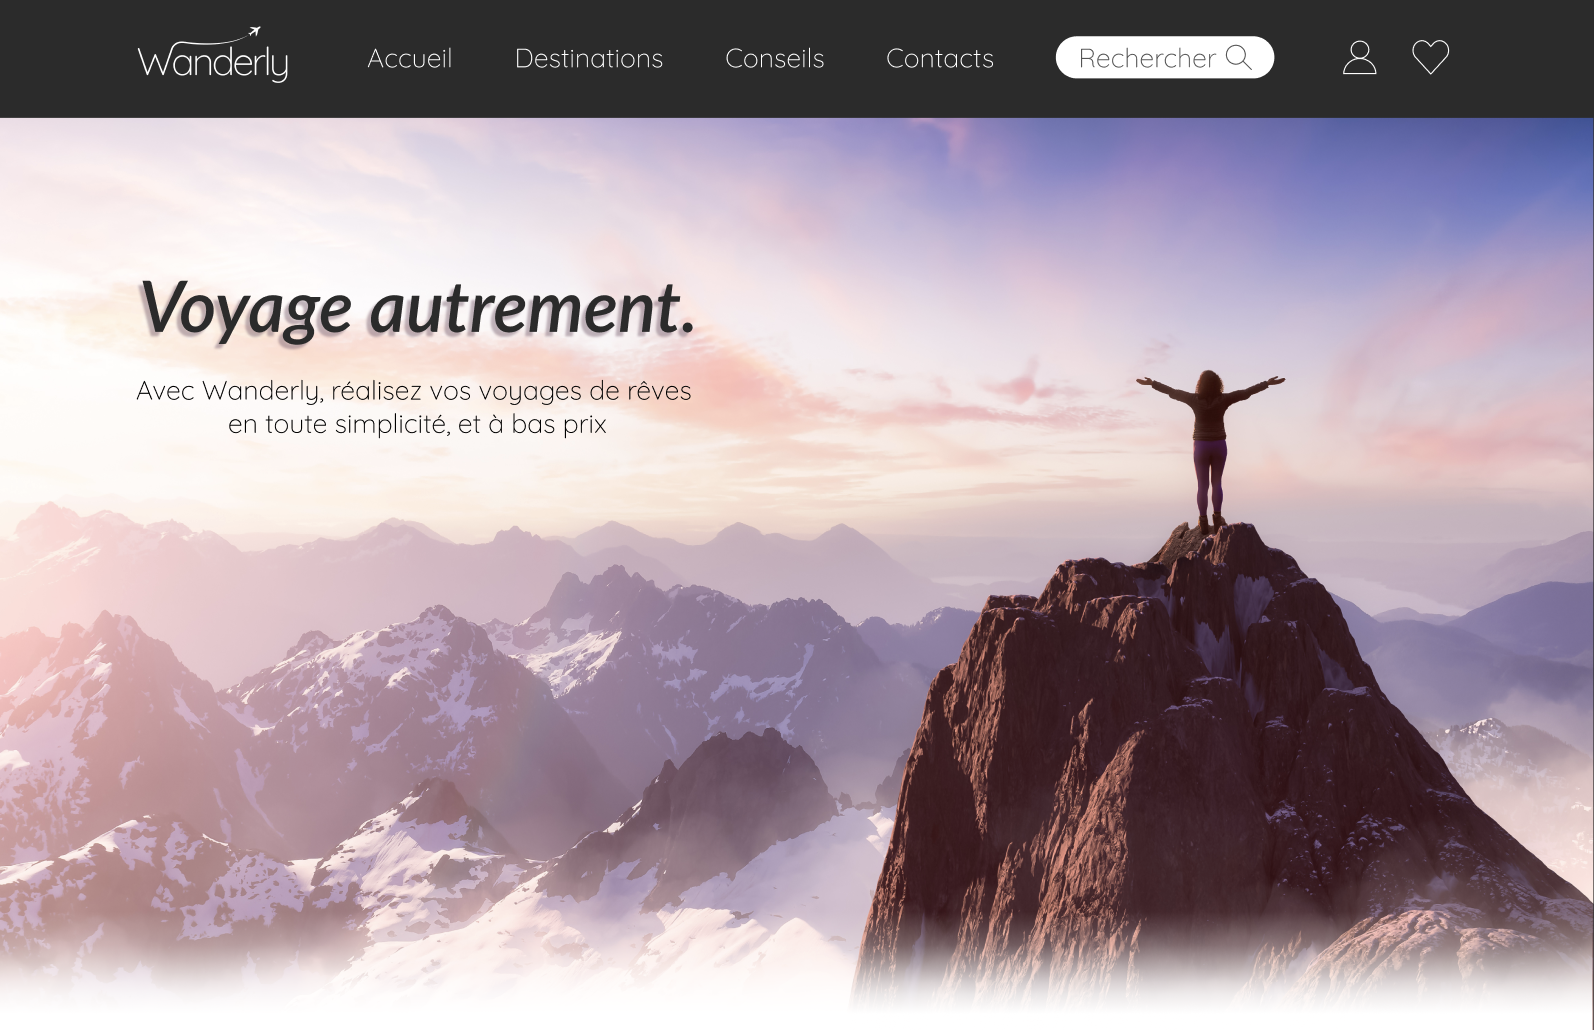 Wanderly
Accueil
Destinations
Conseils
Contacts
Rechercher
Voyage autrement.
Avec Wanderly, réalisez vos voyages de rêves
en toute simplicité, et à bas prix